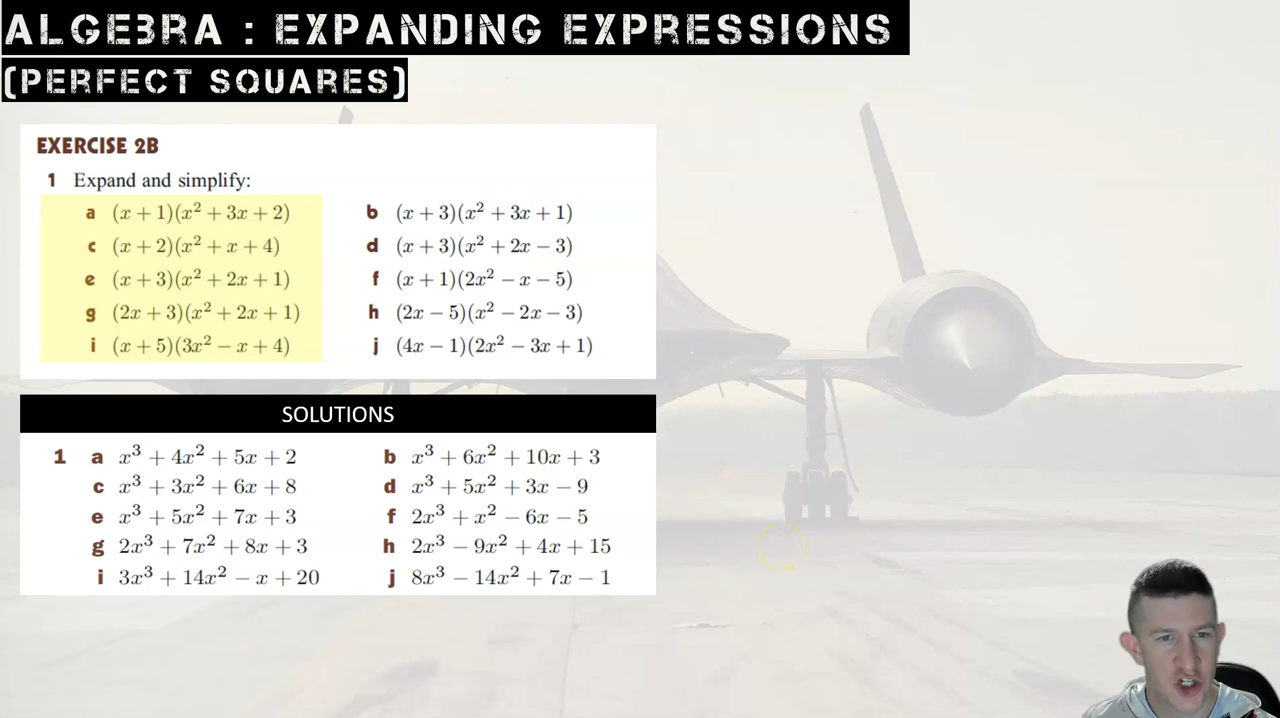 ALGEBRA : EXPANDING EXPRESSIONS
(PERFECT SQUARES)
EXERCISE 2B
1 Expand and simplify:
a (x + 1)(x² + 3x + 2) b (x + 3)(x² + 3x + 1)
c (x + 2)(x² + x + 4) d (x + 3)(x² + 2x − 3)
e (x + 3)(x² + 2x + 1) f (x + 1)(2x² − x − 5)
g (2x + 3)(x² + 2x + 1) h (2x − 5)(x² − 2x − 3)
i (x + 5)(3x² − x + 4) j (4x − 1)(2x² − 3x + 1)
SOLUTIONS
1 a x³ + 4x² + 5x + 2 b x³ + 6x² + 10x + 3
c x³ + 3x² + 6x + 8 d x³ + 5x² + 3x − 9
e x³ + 5x² + 7x + 3 f 2x³ + x² − 6x − 5
g 2x³ + 7x² + 8x + 3 h 2x³ − 9x² + 4x + 15
i 3x³ + 14x² − x + 20 j 8x³ − 14x² + 7x − 1